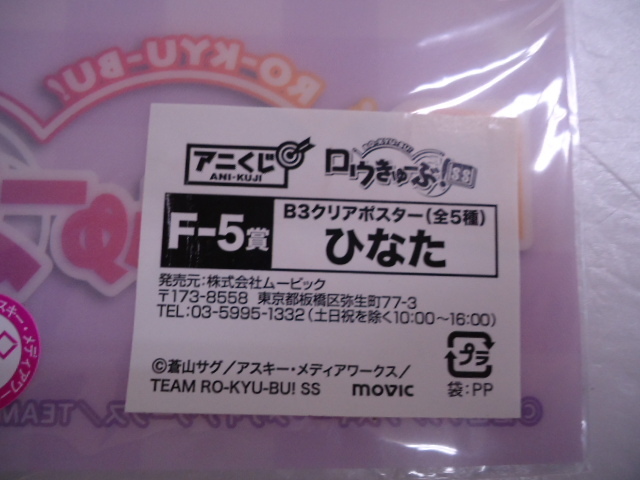 RO-KYU-BU!
アニくじ
ANI-KUJI
RO-KYU-BU!
ロウきゅーぶ!SS
F-5賞
B3クリアポスター(全5種)
ひなた
発売元:株式会社ムービック
〒173-8558 東京都板橋区弥生町77-3
TEL:03-5995-1332(土日祝を除く10:00~16:00)
©蒼山サグ/アスキー・メディアワークス/
TEAM RO-KYU-BU! SS
movic
プラ
袋:PP